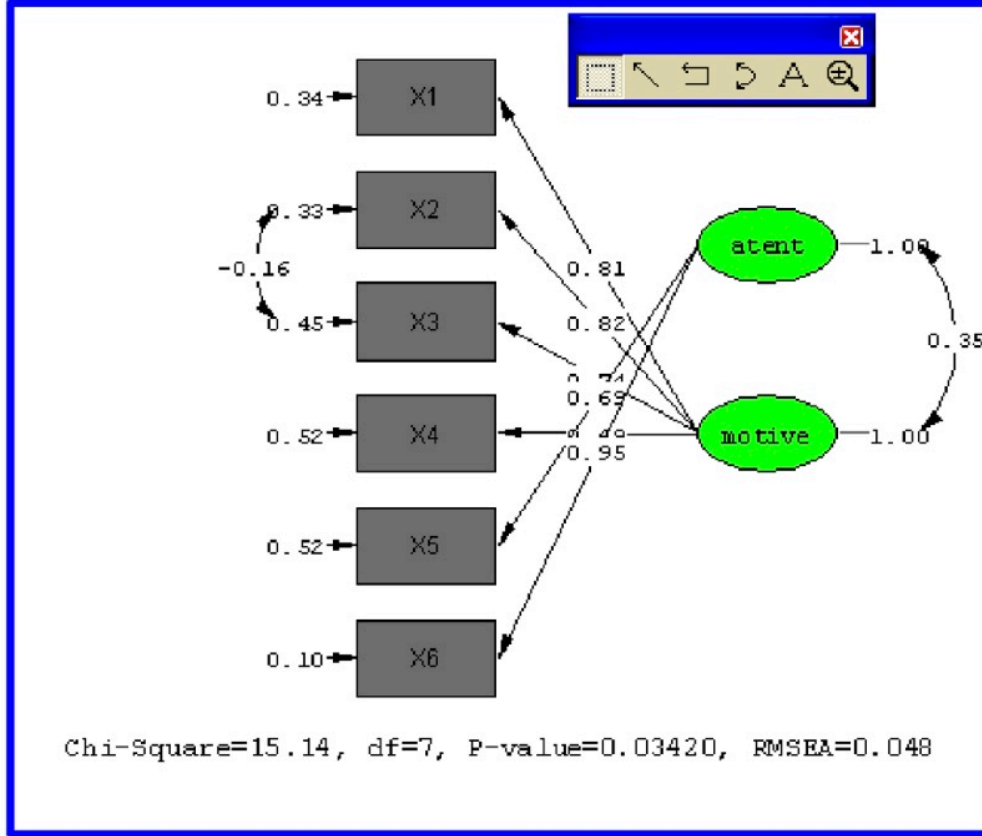 0.34 X1
0.33 X2
atent 1.00
-0.16
0.81
0.45 X3
0.82
0.35
0.69
0.52 X4
motive 1.00
0.95
0.52 X5
0.10 X6
Chi-Square=15.14, df=7, P-value=0.03420, RMSEA=0.048